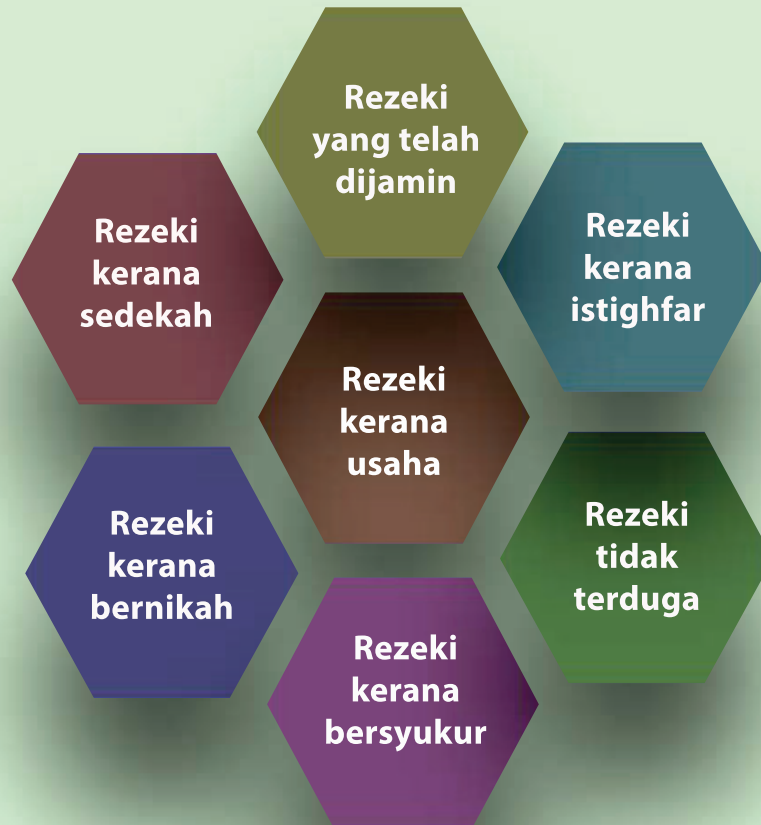 Rezeki
yang telah
dijamin
Rezeki
kerana
sedekah
Rezeki
kerana
istighfar
Rezeki
kerana
usaha
Rezeki
kerana
bernikah
Rezeki
tidak
terduga
Rezeki
kerana
bersyukur